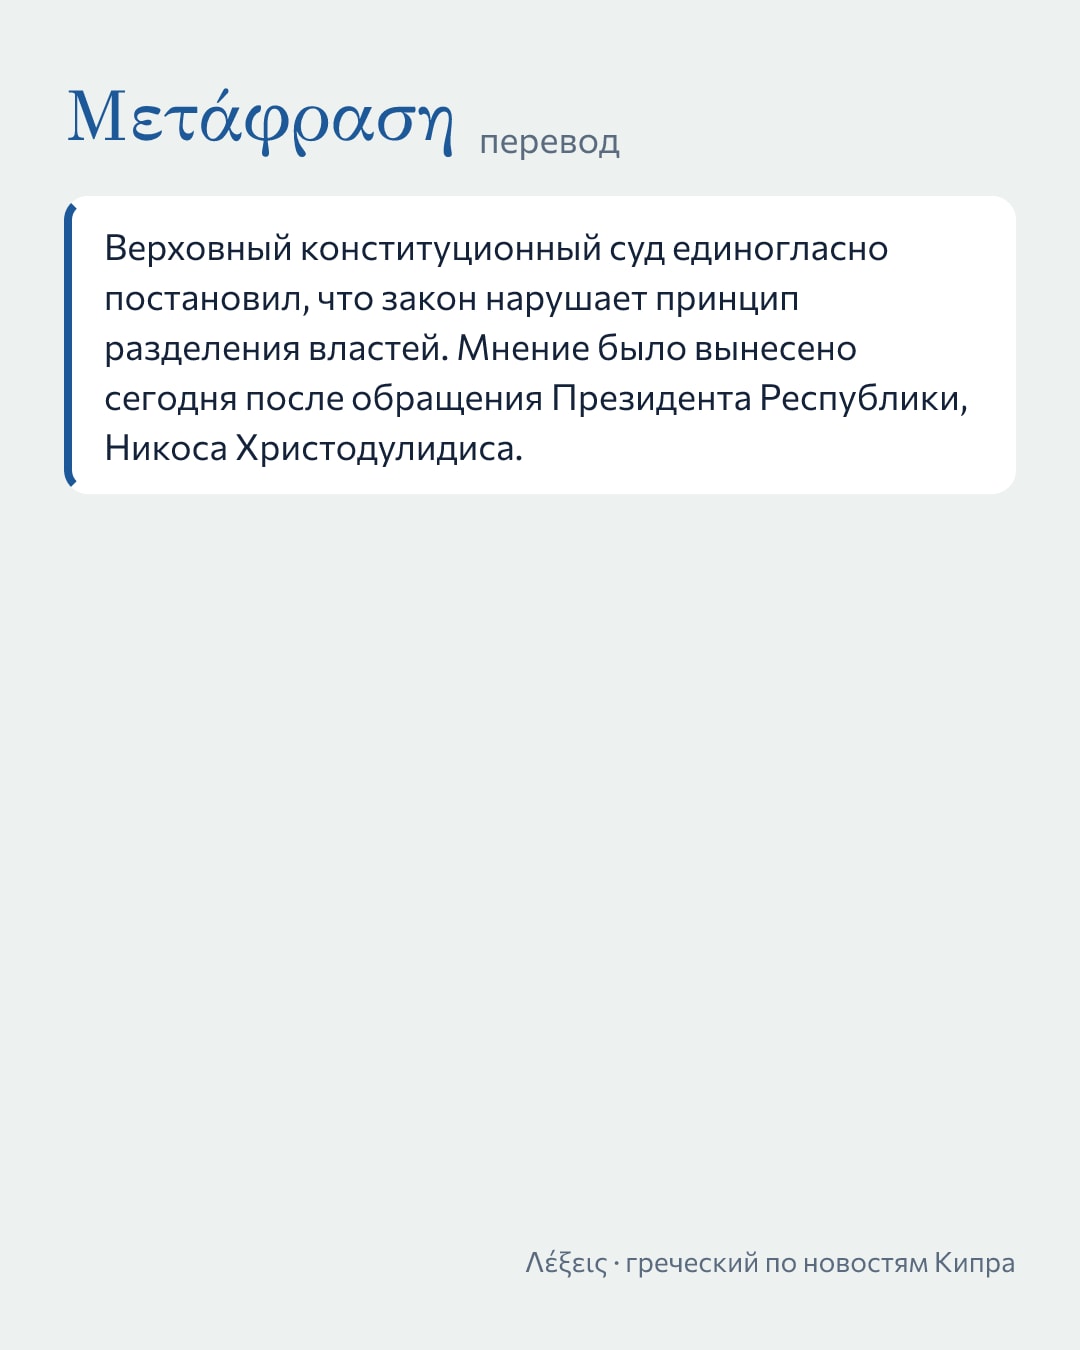 Μετάφραση перевод
Верховный конституционный суд единогласно
постановил, что закон нарушает принцип
разделения властей. Мнение было вынесено
сегодня после обращения Президента Республики,
Никоса Христодулидиса.
Λέξεις · греческий по новостям Кипра